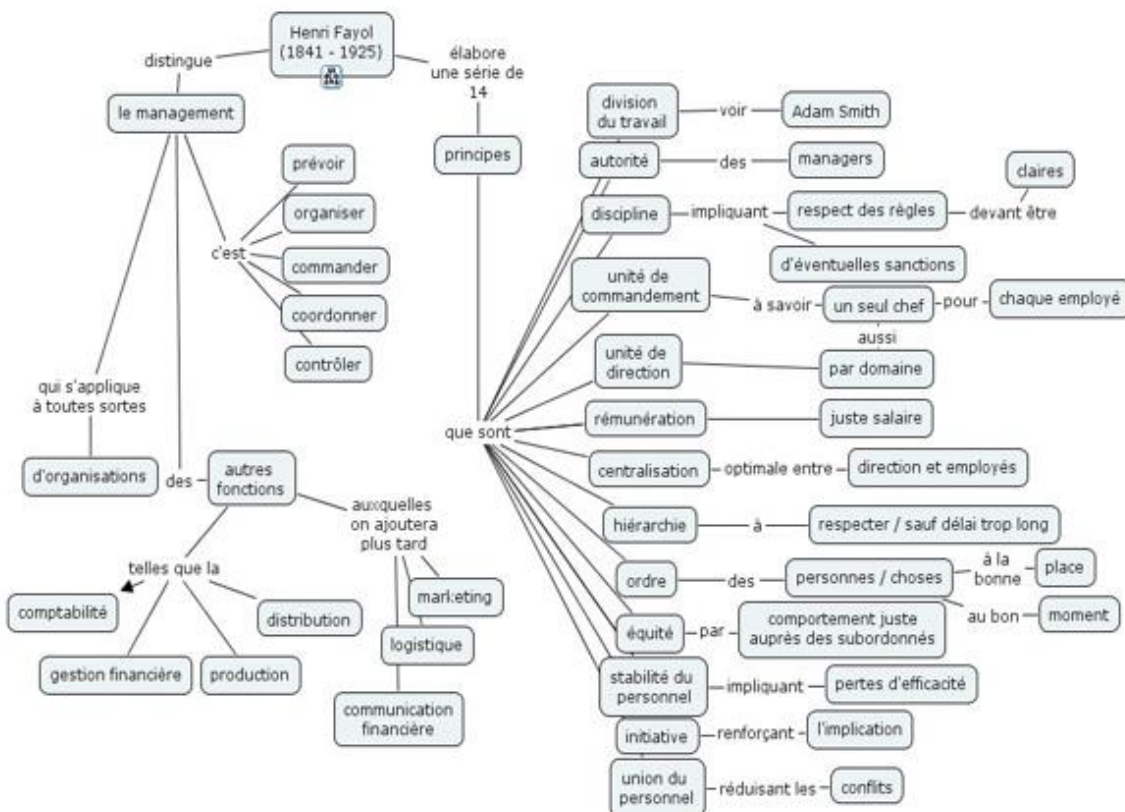 Henri Fayol
(1841 - 1925)
distingue
élabore
une série de
14
le management
principes
prévoir
organiser
c'est
commander
coordonner
contrôler
qui s'applique
à toutes sortes
d'organisations
des
autres
fonctions
auxquelles
on ajoutera
plus tard
telles que la
comptabilité
gestion financière
production
distribution
marketing
logistique
communication
financière
que sont
division
du travail
voir
Adam Smith
autorité
des
managers
discipline
impliquant
respect des règles
devant être
claires
d'éventuelles sanctions
unité de
commandement
à savoir
un seul chef
pour
chaque employé
aussi
unité de
direction
par domaine
rémunération
juste salaire
centralisation
optimale entre
direction et employés
hiérarchie
à
respecter / sauf délai trop long
ordre
des
personnes / choses
à la
bonne
place
au bon
moment
équité
par
comportement juste
auprès des subordonnés
stabilité du
personnel
impliquant
pertes d'efficacité
initiative
renforçant
l'implication
union du
personnel
réduisant les
conflits